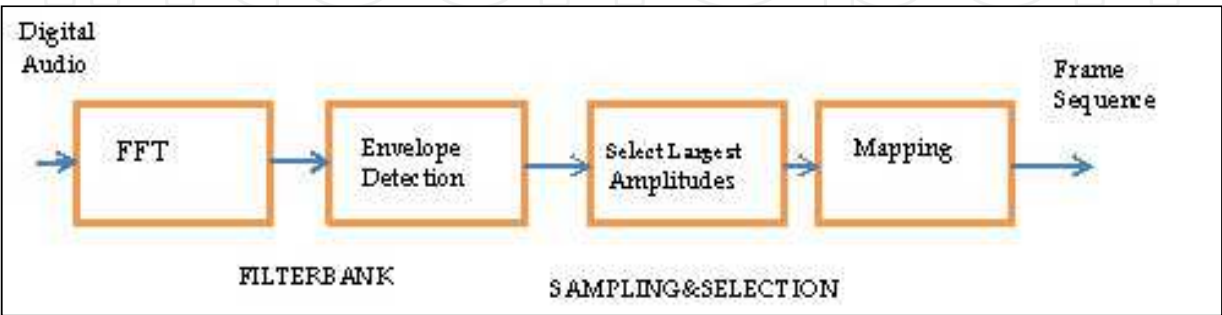 Digital
Audio
FFT
Envelope
Detection
Select Largest
Amplitudes
Mapping
Frame
Sequence
FILTERBANK
SAMPLING&SELECTION